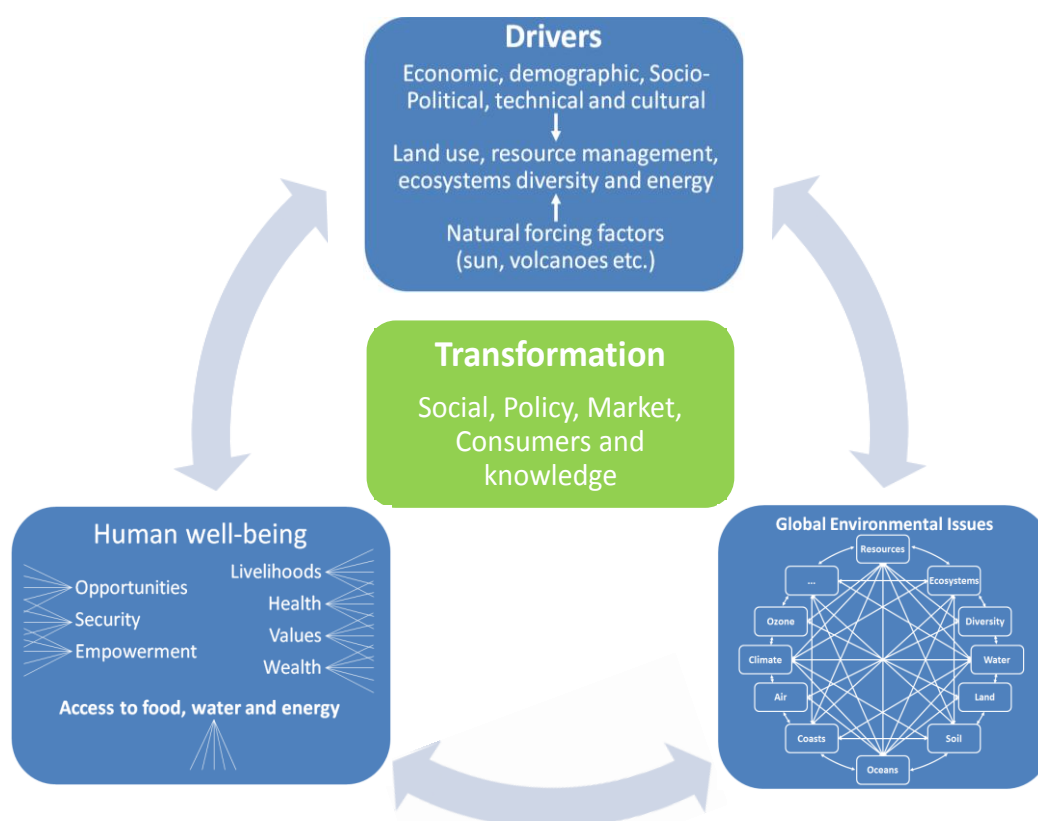 Drivers
Economic, demographic, Socio-
Political, technical and cultural
Land use, resource management,
ecosystems diversity and energy
Natural forcing factors
(sun, volcanoes etc.)
Transformation
Social, Policy, Market,
Consumers and
knowledge
Human well-being
Opportunities
Security
Empowerment
Livelihoods
Health
Values
Wealth
Access to food, water and energy
Global Environmental Issues
Resources
...
Ecosystems
Ozone
Diversity
Climate
Water
Air
Land
Coasts
Soil
Oceans